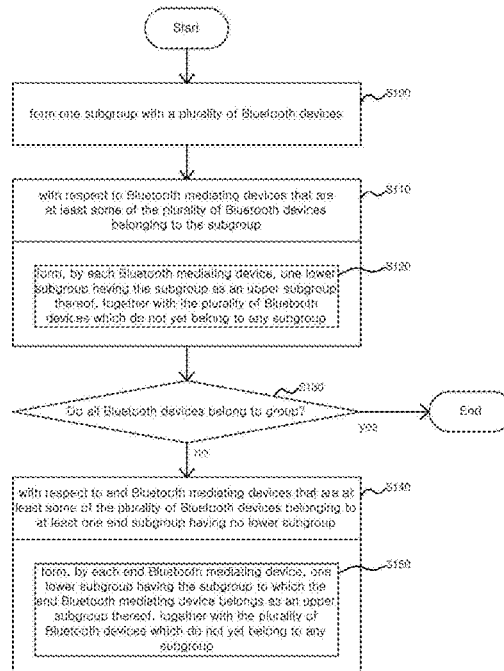 Start
form one subgroup with a plurality of Bluetooth devices
S100
with respect to Bluetooth mediating devices that are
at least some of the plurality of Bluetooth devices
belonging to the subgroup
S110
form, by each Bluetooth mediating device, one lower
subgroup having the subgroup as an upper subgroup
thereof, together with the plurality of Bluetooth
devices which do not yet belong to any subgroup
S120
Do all Bluetooth devices belong to group?
S130
yes
End
no
with respect to end Bluetooth mediating devices that are at
least some of the plurality of Bluetooth devices belonging to
at least one end subgroup having no lower subgroup
S140
form, by each end Bluetooth mediating device, one
lower subgroup having the subgroup to which the
end Bluetooth mediating device belongs as an upper
subgroup thereof, together with the plurality of
Bluetooth devices which do not yet belong to any
subgroup
S150